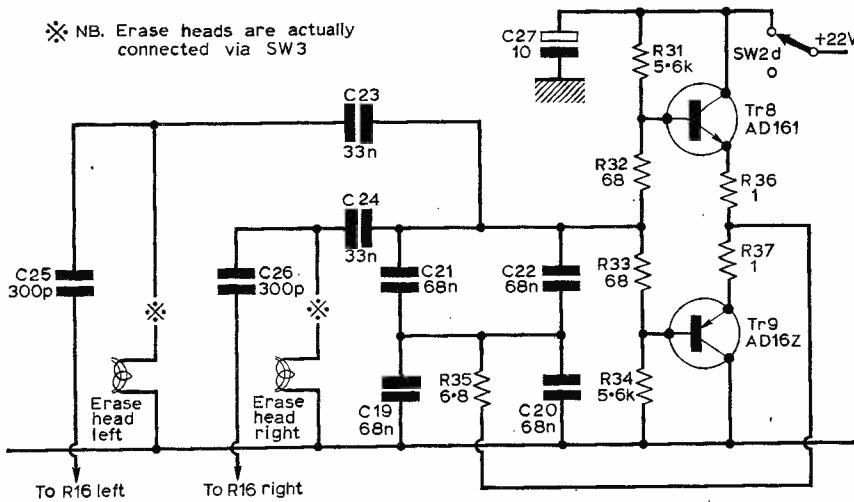 ※ NB. Erase heads are actually
connected via SW3
C27
10
R31
5·6k
SW2d
+22V
Tr8
AD161
C23
33n
R32
68
R36
1
C24
33n
C25
300p
C26
300p
C21
68n
C22
68n
R33
68
R37
1
※
※
Tr9
AD16Z
Erase
head
left
Erase
head
right
C19
68n
R35
6·8
C20
68n
R34
5·6k
To R16 left
To R16 right